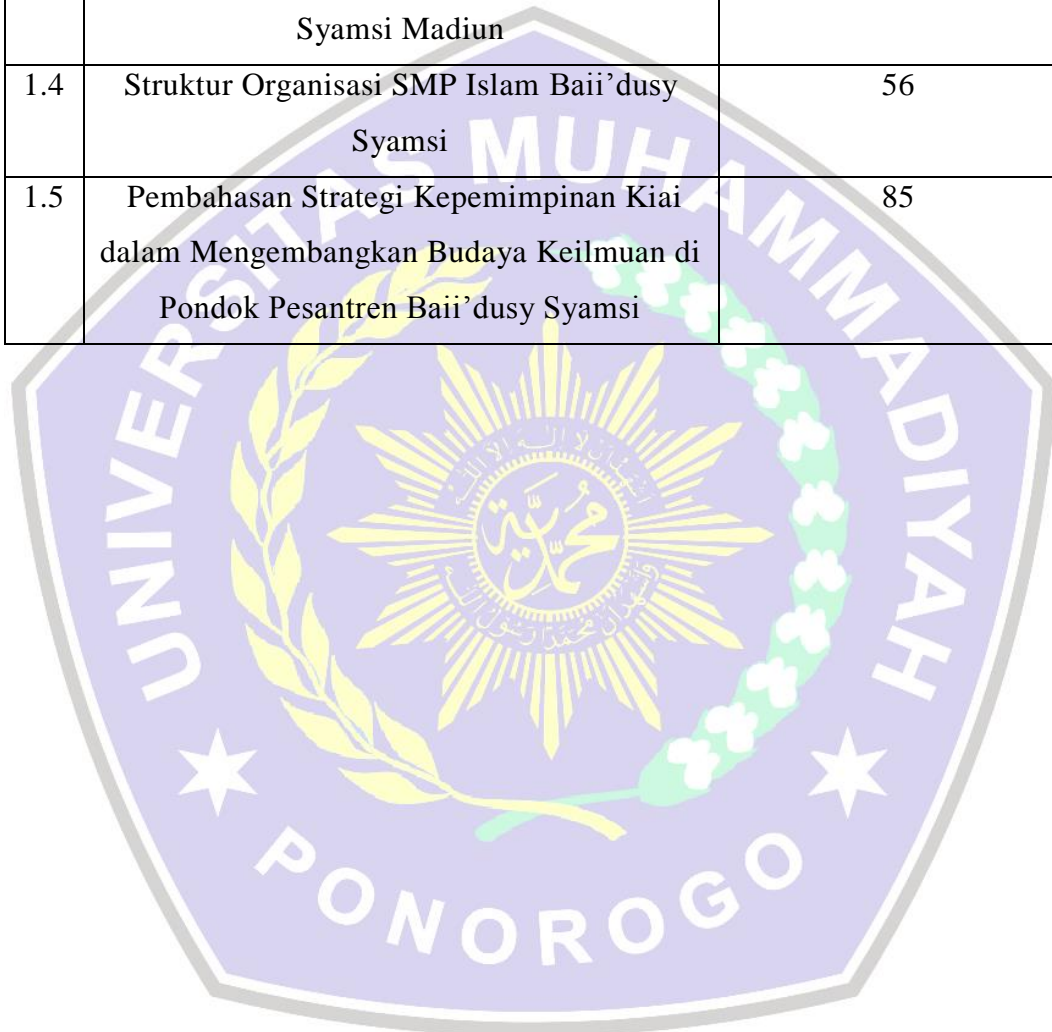 Syamsi Madiun
1.4 Struktur Organisasi SMP Islam Baii’dusy 56
Syamsi
1.5 Pembahasan Strategi Kepemimpinan Kiai 85
dalam Mengembangkan Budaya Keilmuan di
Pondok Pesantren Baii’dusy Syamsi
UNIVERSITAS MUHAMMADIYAH
PONOROGO
محمدية